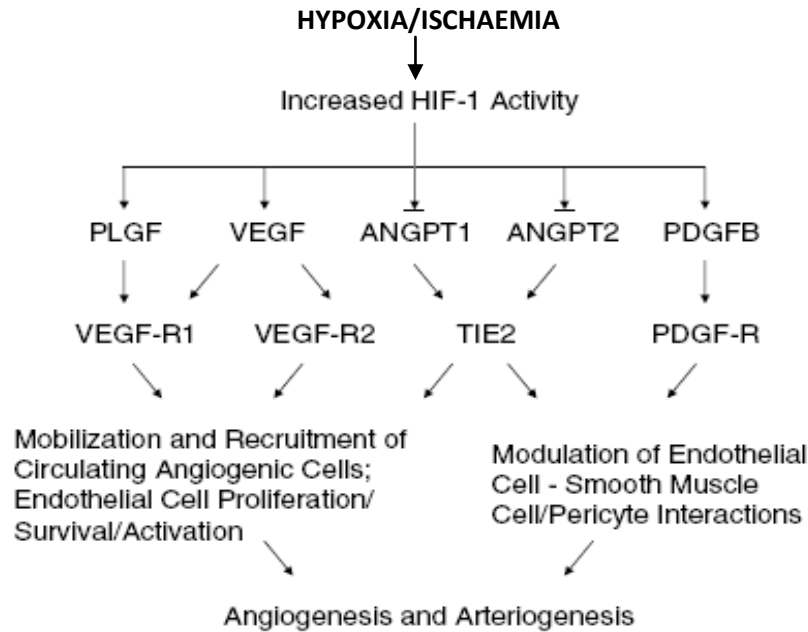 HYPOXIA/ISCHAEMIA
Increased HIF-1 Activity
PLGF VEGF ANGPT1 ANGPT2 PDGFB
VEGF-R1 VEGF-R2 TIE2 PDGF-R
Mobilization and Recruitment of
Circulating Angiogenic Cells;
Endothelial Cell Proliferation/
Survival/Activation
Modulation of Endothelial
Cell - Smooth Muscle
Cell/Pericyte Interactions
Angiogenesis and Arteriogenesis